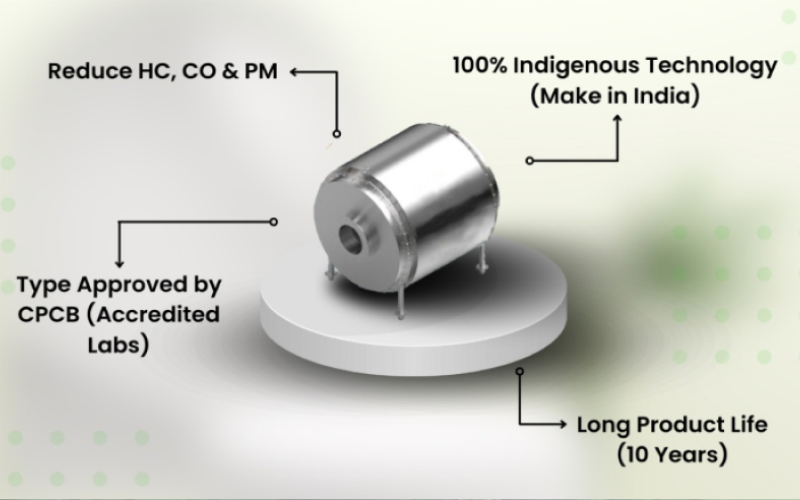 Reduce HC, CO & PM
100% Indigenous Technology
(Make in India)
Type Approved by
CPCB (Accredited
Labs)
Long Product Life
(10 Years)